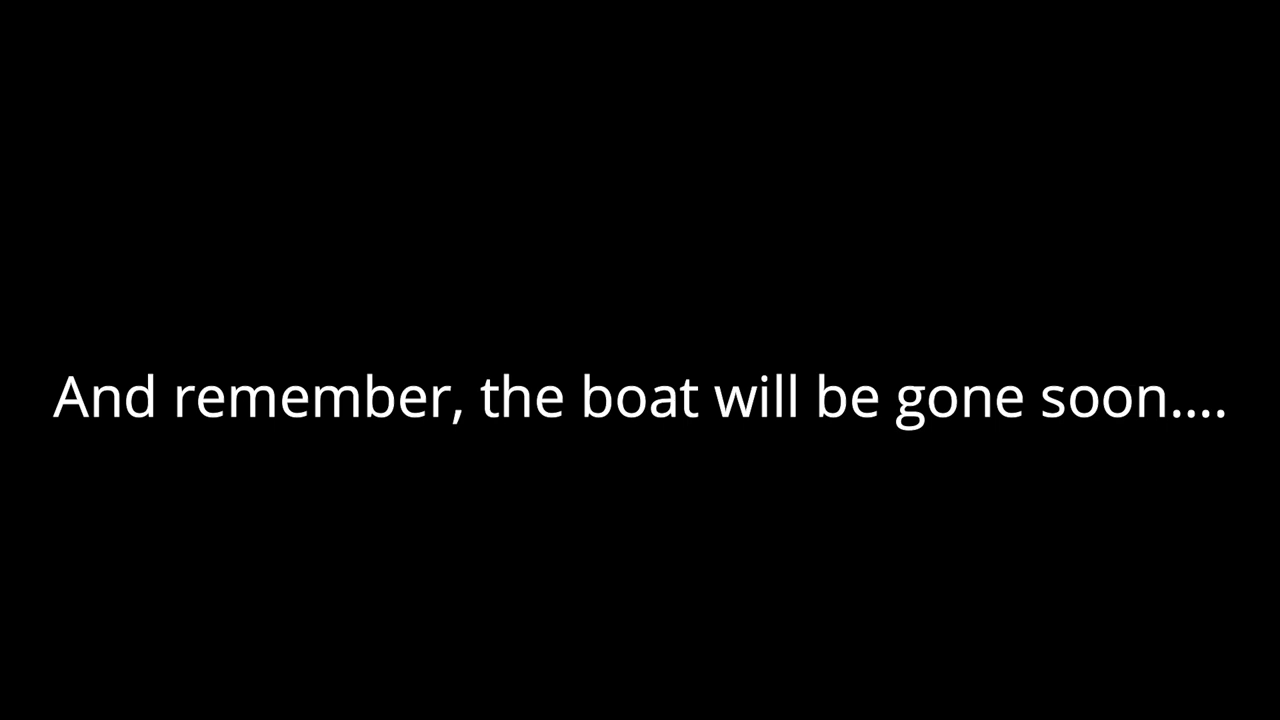 And remember, the boat will be gone soon....